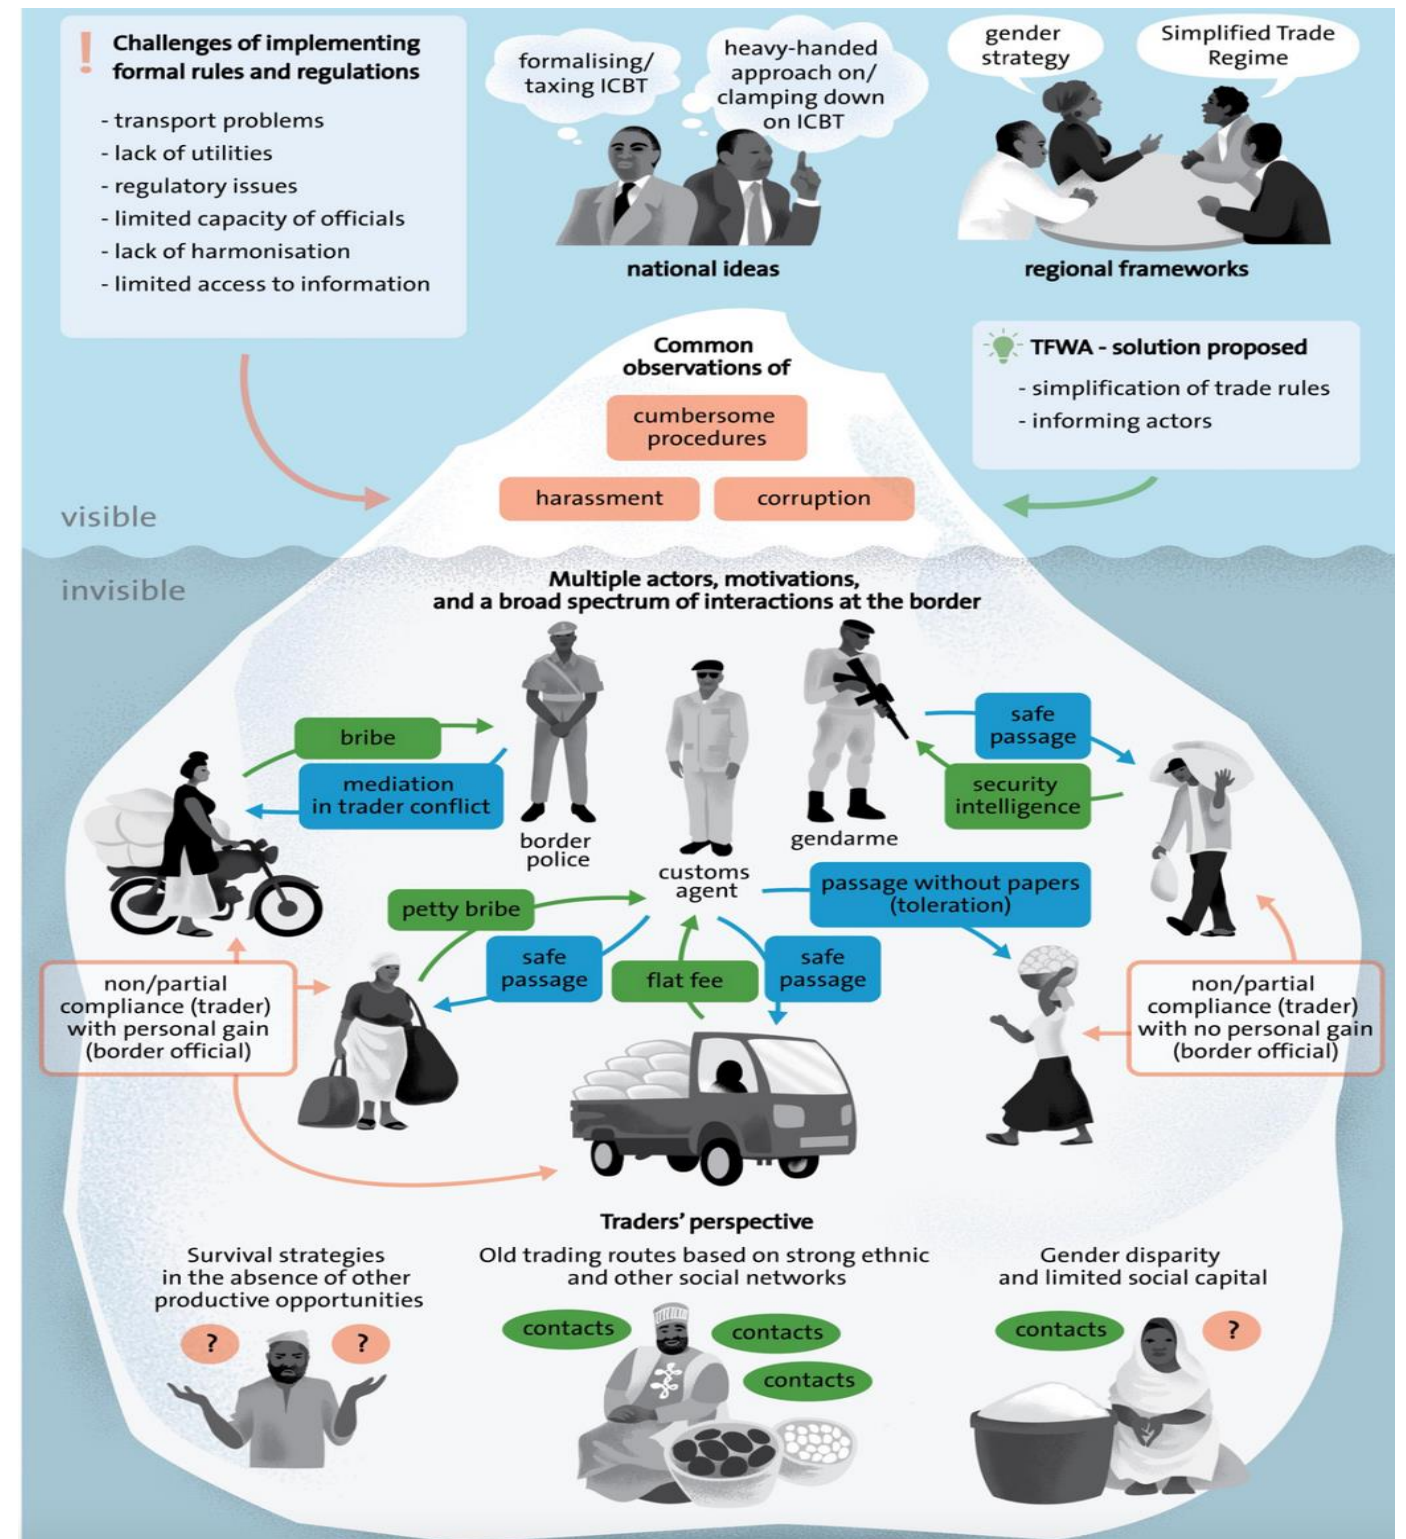 Challenges of implementing
formal rules and regulations
- transport problems
- lack of utilities
- regulatory issues
- limited capacity of officials
- lack of harmonisation
- limited access to information
formalising/
taxing ICBT
heavy-handed
approach on/
clamping down
on ICBT
national ideas
gender
strategy
Simplified Trade
Regime
regional frameworks
TFWA - solution proposed
- simplification of trade rules
- informing actors
Common
observations of
cumbersome
procedures
harassment
corruption
visible
invisible
Multiple actors, motivations,
and a broad spectrum of interactions at the border
bribe
mediation
in trader conflict
border
police
customs
agent
gendarme
safe
passage
security
intelligence
petty bribe
safe
passage
flat fee
safe
passage
passage without papers
(toleration)
non/partial
compliance (trader)
with personal gain
(border official)
non/partial
compliance (trader)
with no personal gain
(border official)
Traders’ perspective
Survival strategies
in the absence of other
productive opportunities
?
?
Old trading routes based on strong ethnic
and other social networks
contacts
contacts
contacts
Gender disparity
and limited social capital
contacts
?